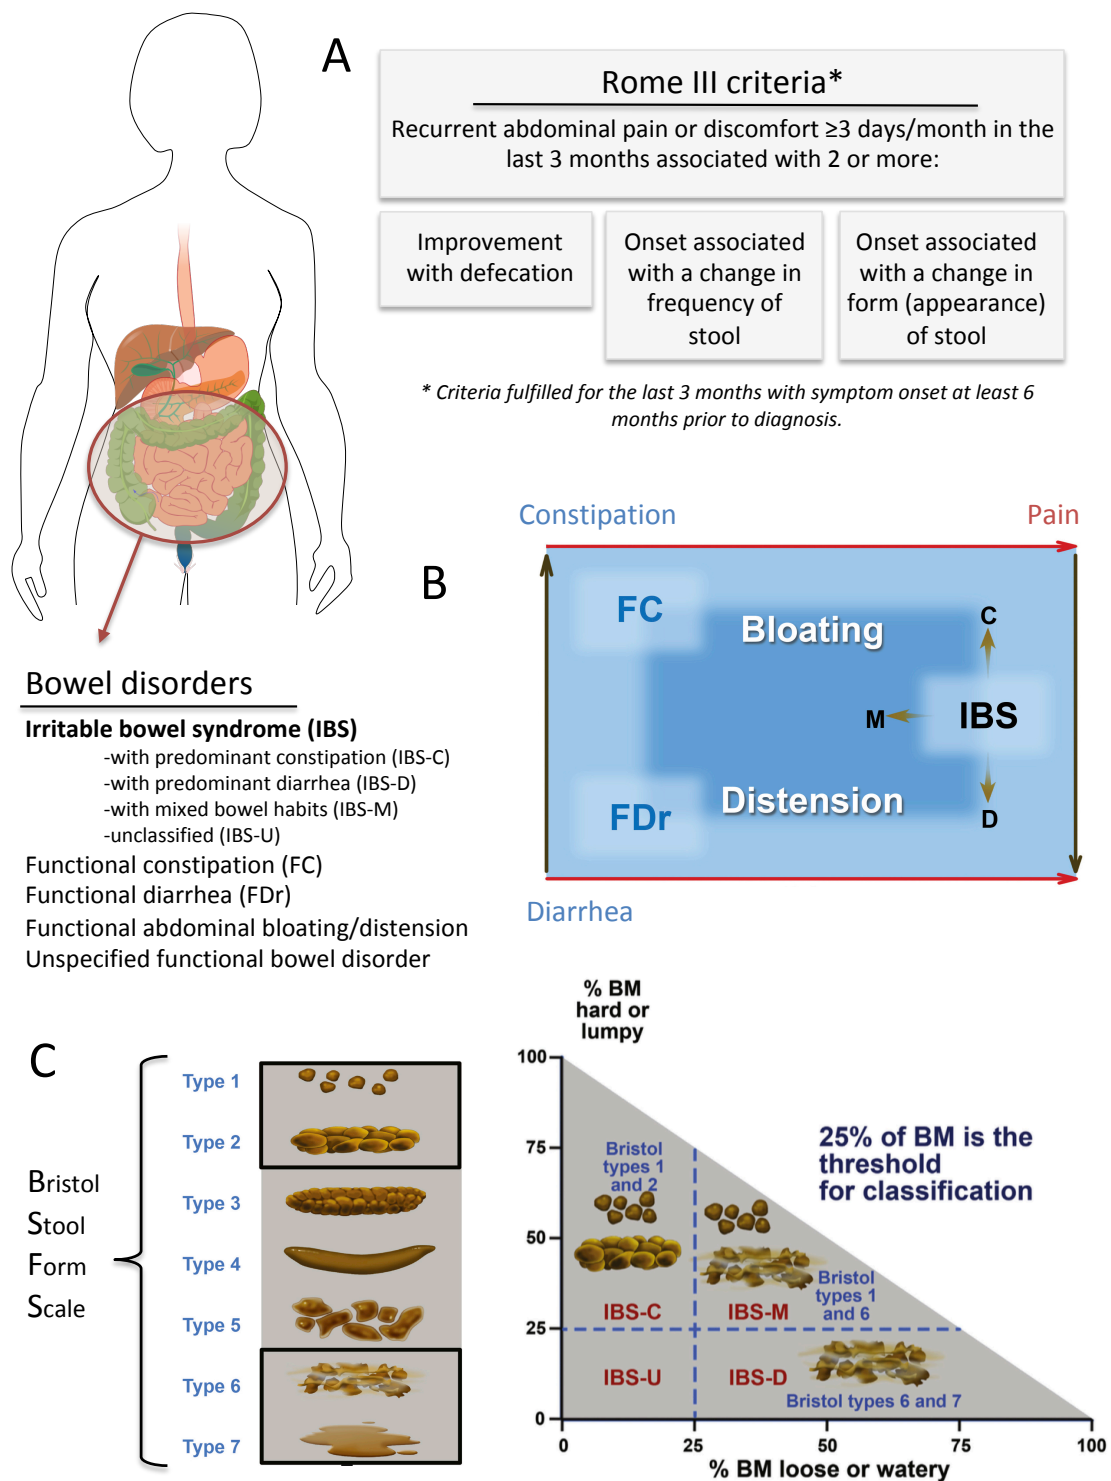 A
Rome III criteria*
Recurrent abdominal pain or discomfort ≥3 days/month in the
last 3 months associated with 2 or more:
Improvement
with defecation
Onset associated
with a change in
frequency of
stool
Onset associated
with a change in
form (appearance)
of stool
* Criteria fulfilled for the last 3 months with symptom onset at least 6
months prior to diagnosis.
Bowel disorders
Irritable bowel syndrome (IBS)
-with predominant constipation (IBS-C)
-with predominant diarrhea (IBS-D)
-with mixed bowel habits (IBS-M)
-unclassified (IBS-U)
Functional constipation (FC)
Functional diarrhea (FDr)
Functional abdominal bloating/distension
Unspecified functional bowel disorder
B
Constipation
Pain
FC
Bloating
C
M
IBS
FDr
Distension
D
Diarrhea
C
Bristol
Stool
Form
Scale
Type 1
Type 2
Type 3
Type 4
Type 5
Type 6
Type 7
% BM
hard or
lumpy
100
75
50
25
0
25% of BM is the
threshold
for classification
Bristol
types 1
and 2
Bristol
types 1
and 6
IBS-C
IBS-M
IBS-U
IBS-D
Bristol types 6 and 7
0
25
50
75
100
% BM loose or watery